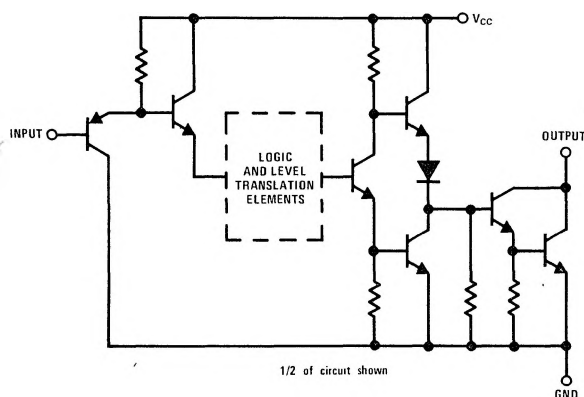 VCC
INPUT
LOGIC
AND LEVEL
TRANSLATION
ELEMENTS
OUTPUT
1/2 of circuit shown
GND